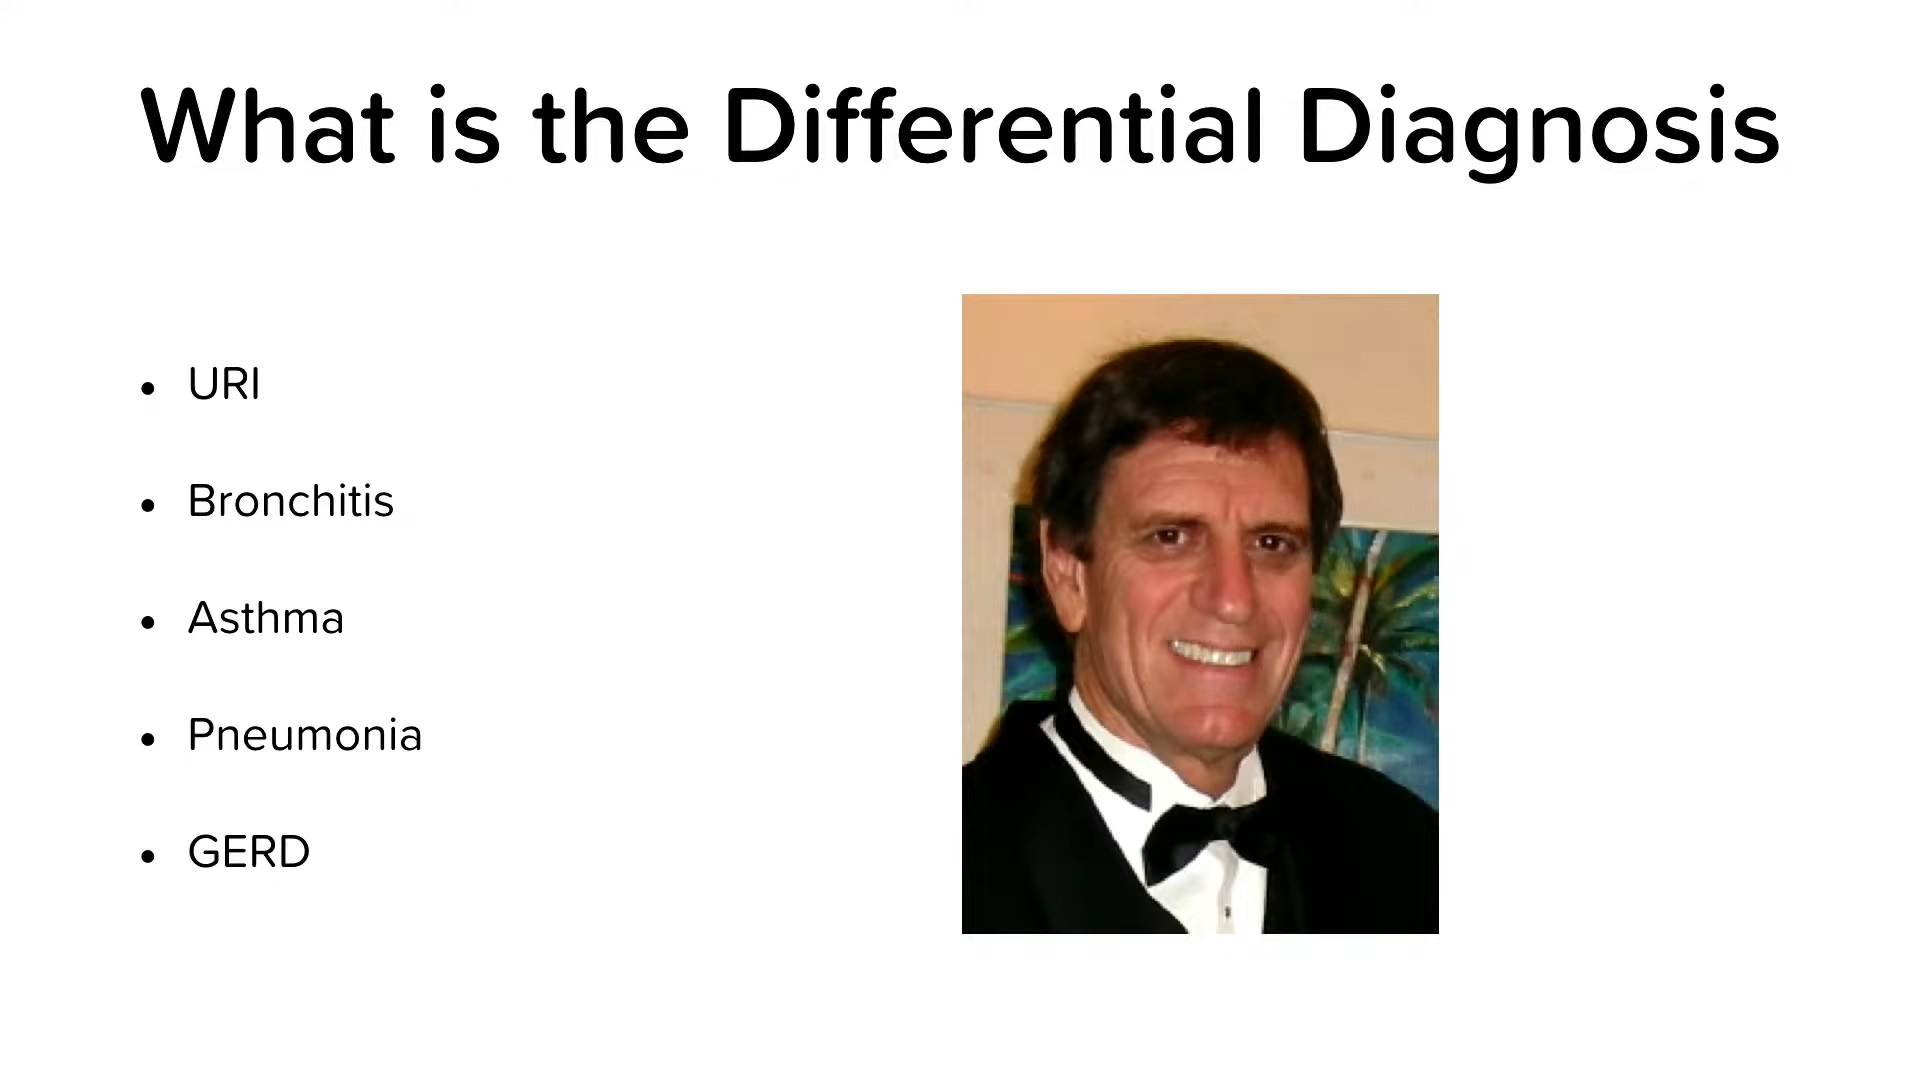 What is the Differential Diagnosis
• URI
• Bronchitis
• Asthma
• Pneumonia
• GERD